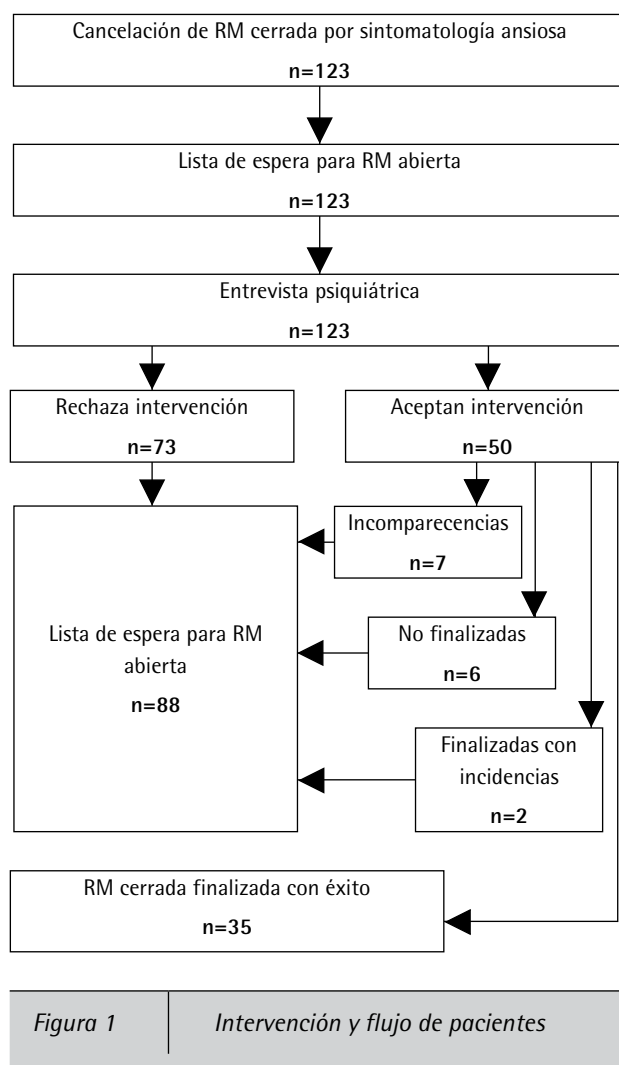 Cancelación de RM cerrada por sintomatología ansiosa
n=123
Lista de espera para RM abierta
n=123
Entrevista psiquiátrica
n=123
Rechaza intervención
n=73
Aceptan intervención
n=50
Incomparecencias
n=7
Lista de espera para RM
abierta
n=88
No finalizadas
n=6
Finalizadas con
incidencias
n=2
RM cerrada finalizada con éxito
n=35
Figura 1
Intervención y flujo de pacientes